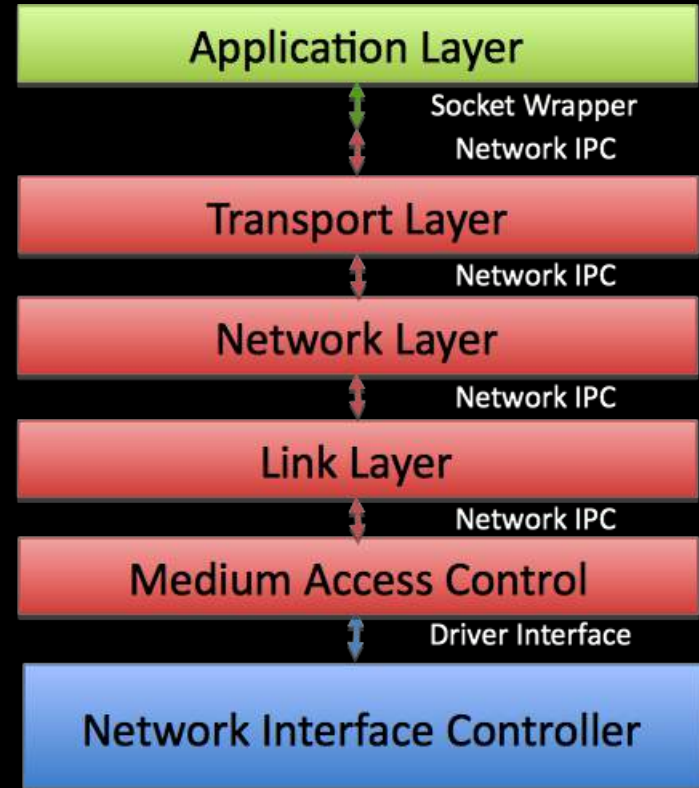 Application Layer
Socket Wrapper
Network IPC
Transport Layer
Network IPC
Network Layer
Network IPC
Link Layer
Network IPC
Medium Access Control
Driver Interface
Network Interface Controller